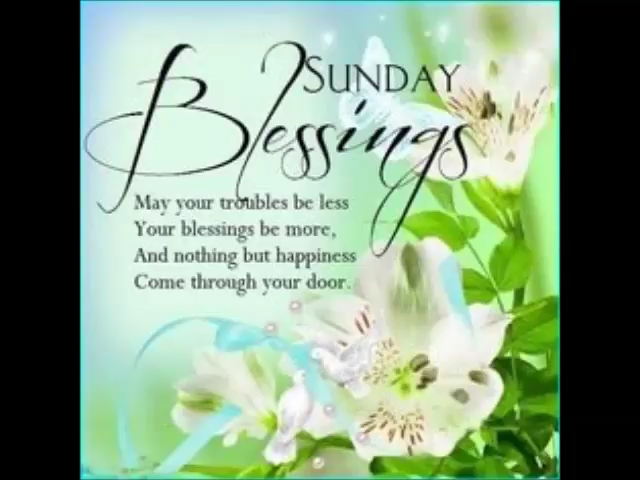 Sunday
Blessings
May your troubles be less
Your blessings be more,
And nothing but happiness
Come through your door.